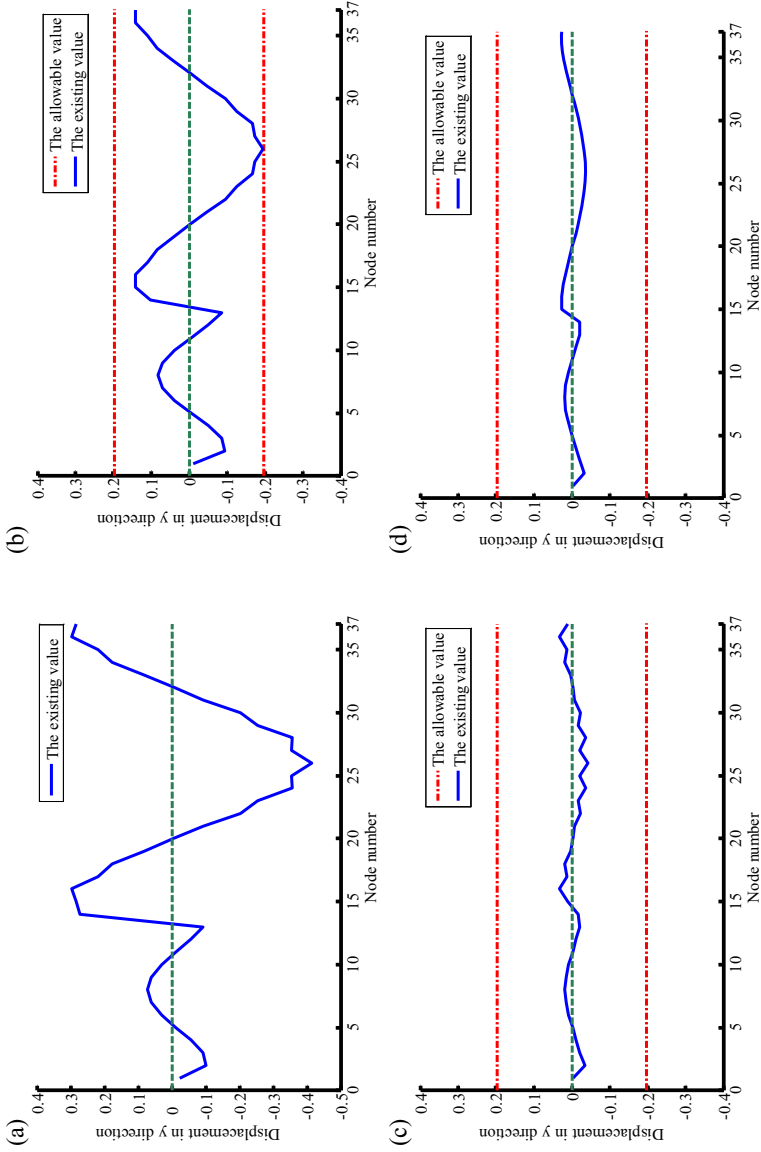 (a)
The existing value
Displacement in y direction
0.4
0.3
0.2
0.1
0
-0.1
-0.2
-0.3
-0.4
-0.5
0 5 10 15 20 25 30 35 37
Node number
(b)
The allowable value
The existing value
Displacement in y direction
0.4
0.3
0.2
0.1
0
-0.1
-0.2
-0.3
-0.4
0 5 10 15 20 25 30 35 37
Node number
(c)
The allowable value
The existing value
Displacement in y direction
0.4
0.3
0.2
0.1
0
-0.1
-0.2
-0.3
-0.4
0 5 10 15 20 25 30 35 37
Node number
(d)
The allowable value
The existing value
Displacement in y direction
0.4
0.3
0.2
0.1
0
-0.1
-0.2
-0.3
-0.4
0 5 10 15 20 25 30 35 37
Node number